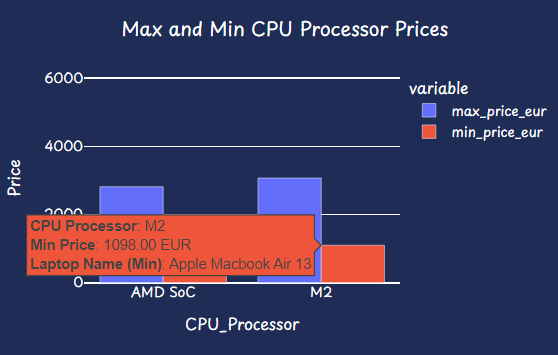 Max and Min CPU Processor Prices
variable
max_price_eur
min_price_eur
Price
6000
4000
2000
0
CPU Processor: M2
Min Price: 1098.00 EUR
Laptop Name (Min): Apple Macbook Air 13
AMD SoC
M2
CPU_Processor